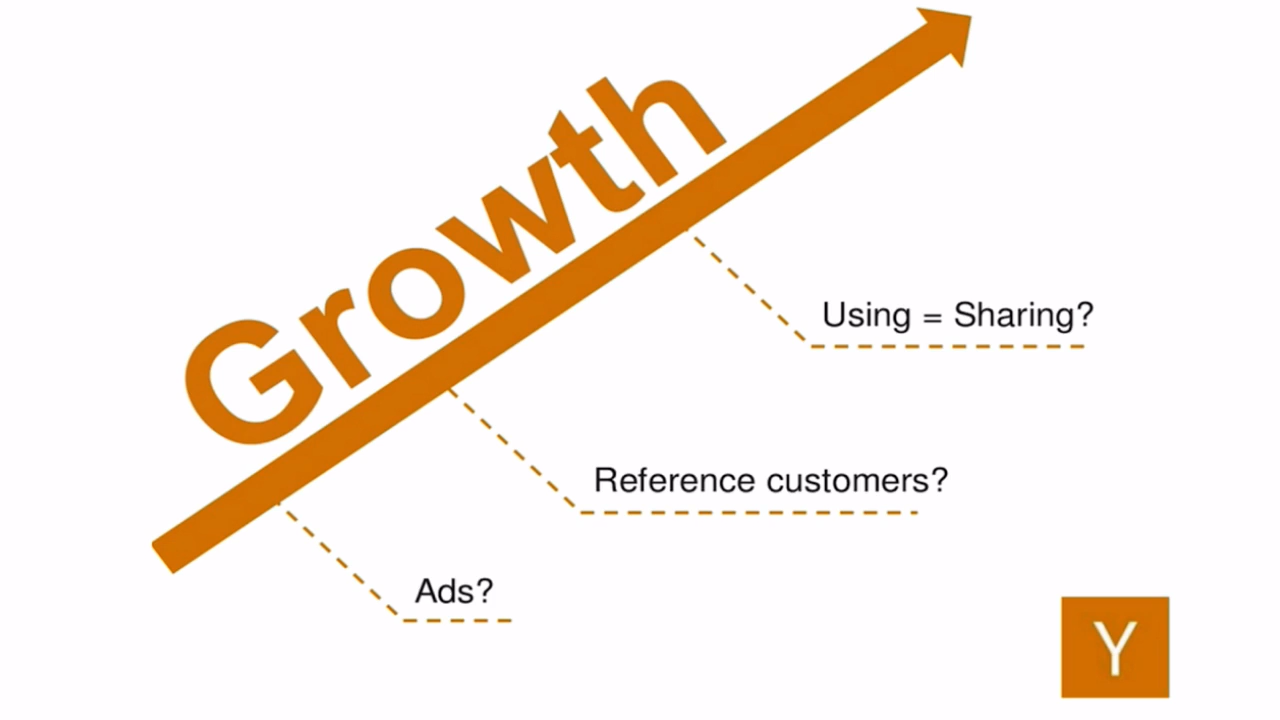 Growth
Using = Sharing?
Reference customers?
Ads?
Y